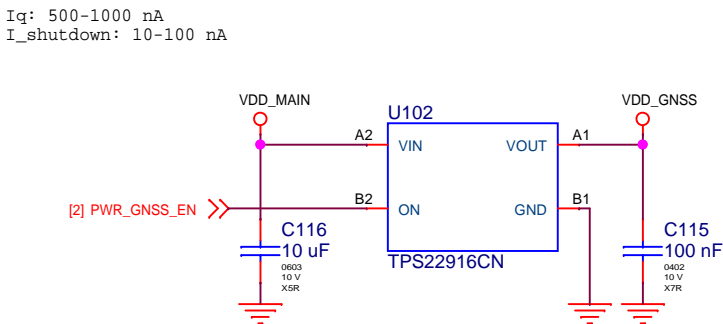 Iq: 500-1000 nA
I_shutdown: 10-100 nA
VDD_MAIN
VDD_GNSS
U102
A2
VIN
VOUT
A1
[2] PWR_GNSS_EN
B2
ON
GND
B1
C116
10 uF
0603
10 V
X5R
TPS22916CN
C115
100 nF
0402
10 V
X7R